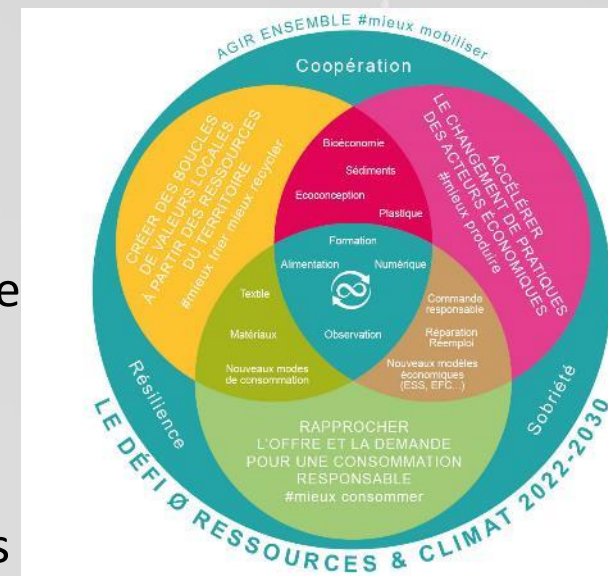 AGIR ENSEMBLE #mieux mobiliser
Coopération
CRÉER DES BOUCLES
DE VALEURS LOCALES
À PARTIR DES RESSOURCES
DU TERRITOIRE
#mieux trier mieux recycler
ACCÉLÉRER
LE CHANGEMENT DE PRATIQUES
DES ACTEURS ÉCONOMIQUES
#mieux produire
Bioéconomie
Sédiments
Ecoconception
Plastique
Formation
Alimentation
Numérique
Observation
Textble
Matériaux
Nouveaux modes
de consommation
Commande
responsable
Réparation
Réemploi
Nouveaux modèles
économiques
(ESS, EFC...)
RAPPROCHER
L'OFFRE ET LA DEMANDE
POUR UNE CONSOMMATION
RESPONSABLE
#mieux consommer
Résilience
Sobriété
LE DÉFI Ø RESSOURCES & CLIMAT 2022-2030
e
s